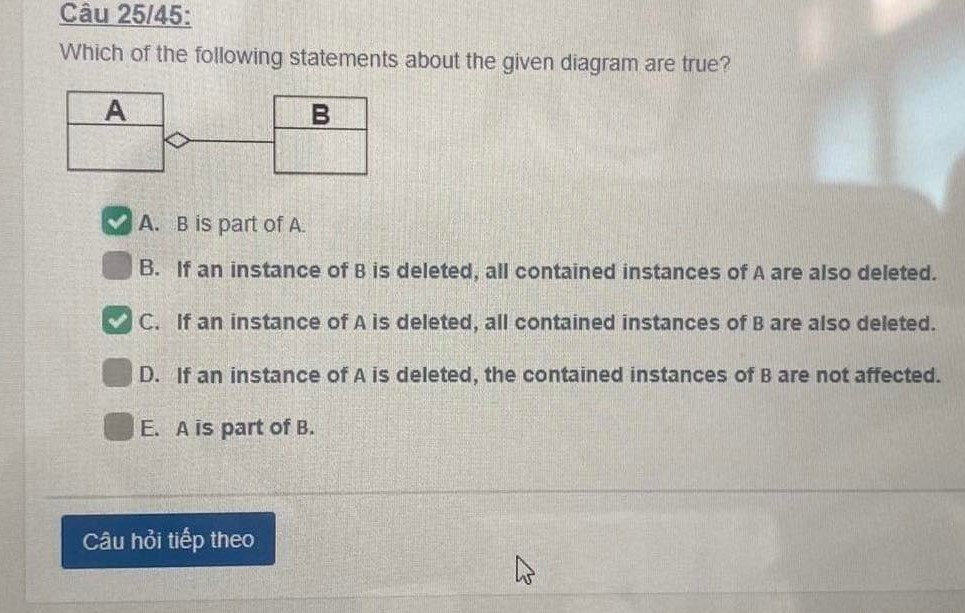 Câu 25/45:
Which of the following statements about the given diagram are true?
A
B
A. B is part of A.
B. If an instance of B is deleted, all contained instances of A are also deleted.
C. If an instance of A is deleted, all contained instances of B are also deleted.
D. If an instance of A is deleted, the contained instances of B are not affected.
E. A is part of B.
Câu hỏi tiếp theo